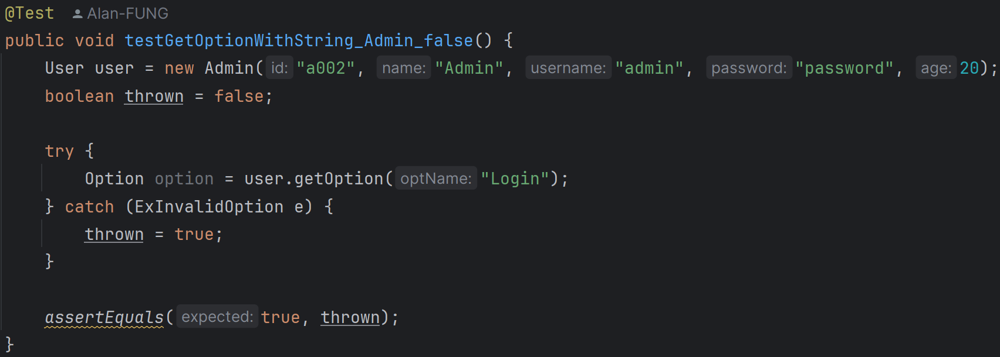 @Test Alan-FUNG
public void testGetOptionWithString_Admin_false() {
User user = new Admin( id: "a002", name: "Admin", username: "admin", password: "password", age: 20);
boolean thrown = false;
try {
Option option = user.getOption( optName: "Login");
} catch (ExInvalidOption e) {
thrown = true;
}
assertEquals( expected: true, thrown);
}